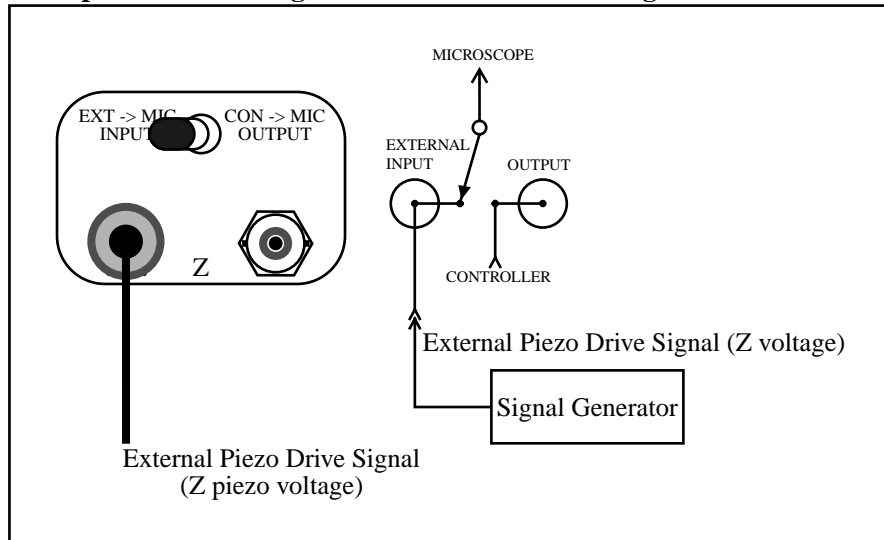 MICROSCOPE
EXT -> MIC
INPUT
CON -> MIC
OUTPUT
EXTERNAL
INPUT
OUTPUT
Z
CONTROLLER
External Piezo Drive Signal (Z voltage)
Signal Generator
External Piezo Drive Signal
(Z piezo voltage)